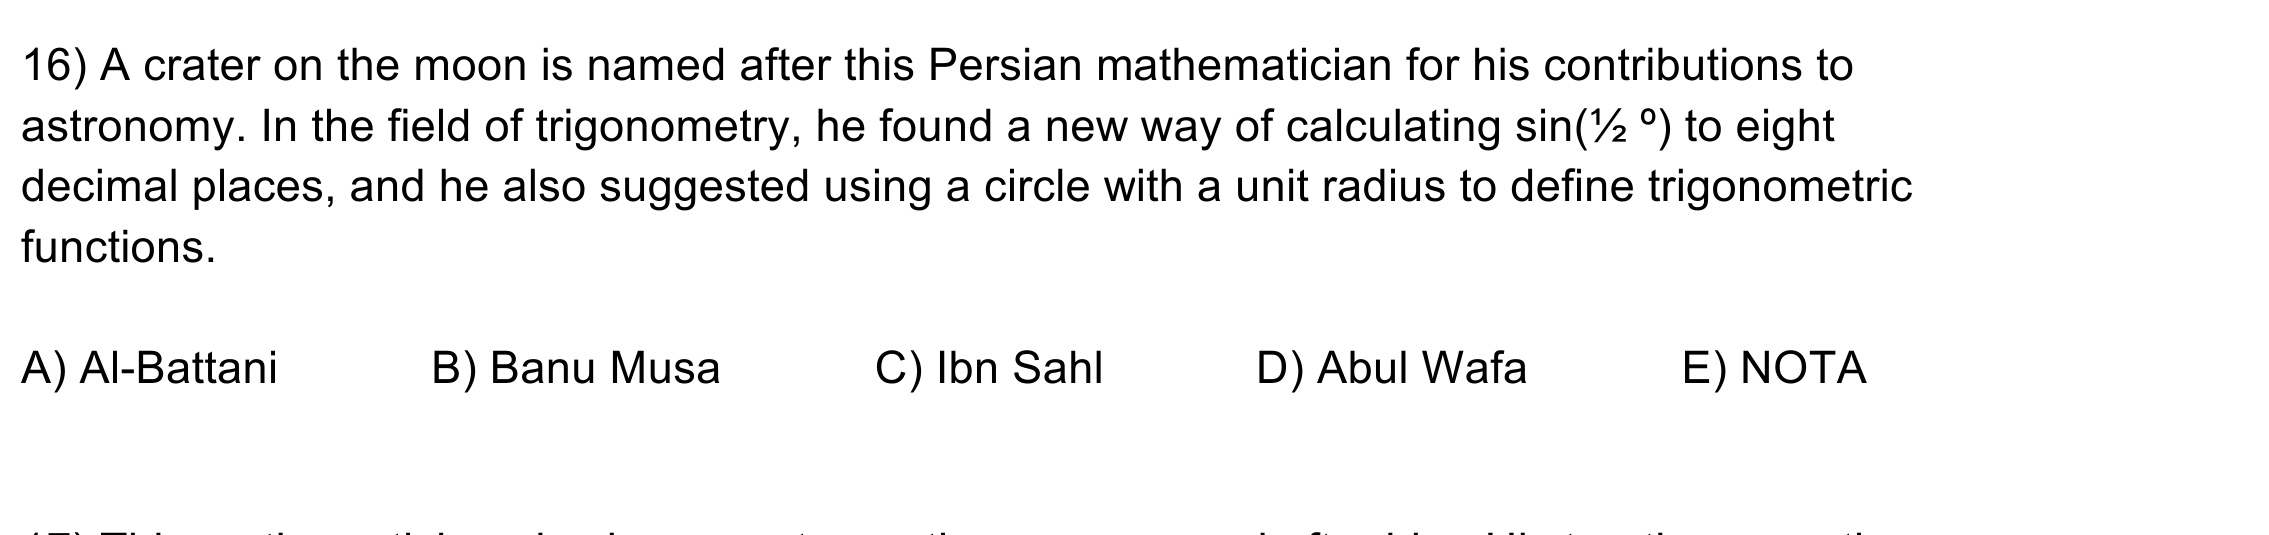 16) A crater on the moon is named after this Persian mathematician for his contributions to
astronomy. In the field of trigonometry, he found a new way of calculating sin(½ º) to eight
decimal places, and he also suggested using a circle with a unit radius to define trigonometric
functions.
A) Al-Battani B) Banu Musa C) Ibn Sahl D) Abul Wafa E) NOTA